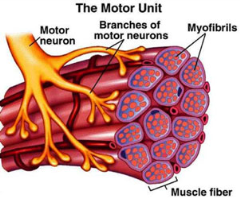 The Motor Unit
Motor
neuron
Branches of
motor neurons
Myofibrils
Muscle fiber